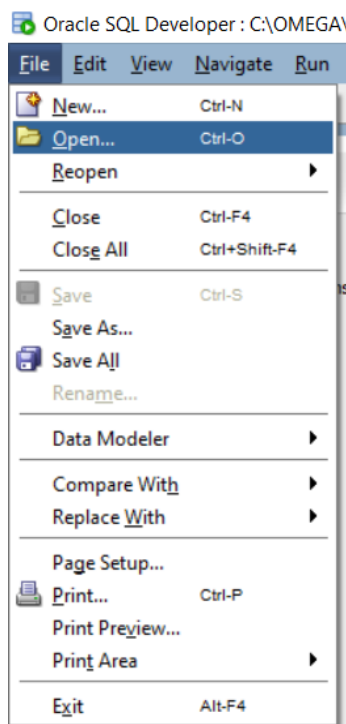 Oracle SQL Developer : C:\OMEGA\
File Edit View Navigate Run
New... Ctrl-N
Open... Ctrl-O
Reopen
Close Ctrl-F4
Close All Ctrl+Shift-F4
Save Ctrl-S
Save As...
Save All
Rename...
Data Modeler
Compare With
Replace With
Page Setup...
Print... Ctrl-P
Print Preview...
Print Area
Exit Alt-F4